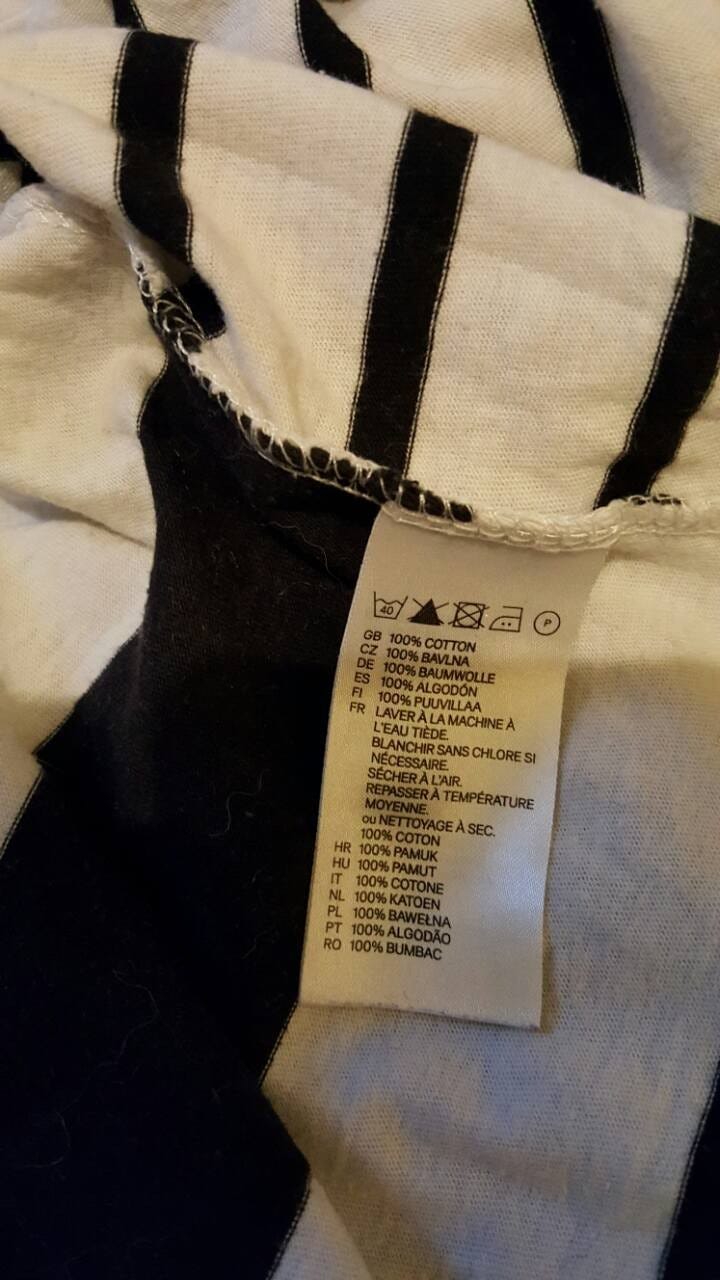 40 P
GB 100% COTTON
CZ 100% BAVLNA
DE 100% BAUMWOLLE
ES 100% ALGODÓN
FI 100% PUUVILLAA
FR LAVER À LA MACHINE À
L'EAU TIÈDE.
BLANCHIR SANS CHLORE SI
NÉCESSAIRE.
SÉCHER À L'AIR.
REPASSER À TEMPÉRATURE
MOYENNE.
ou NETTOYAGE À SEC.
100% COTON
HR 100% PAMUK
HU 100% PAMUT
IT 100% COTONE
NL 100% KATOEN
PL 100% BAWEŁNA
PT 100% ALGODÃO
RO 100% BUMBAC